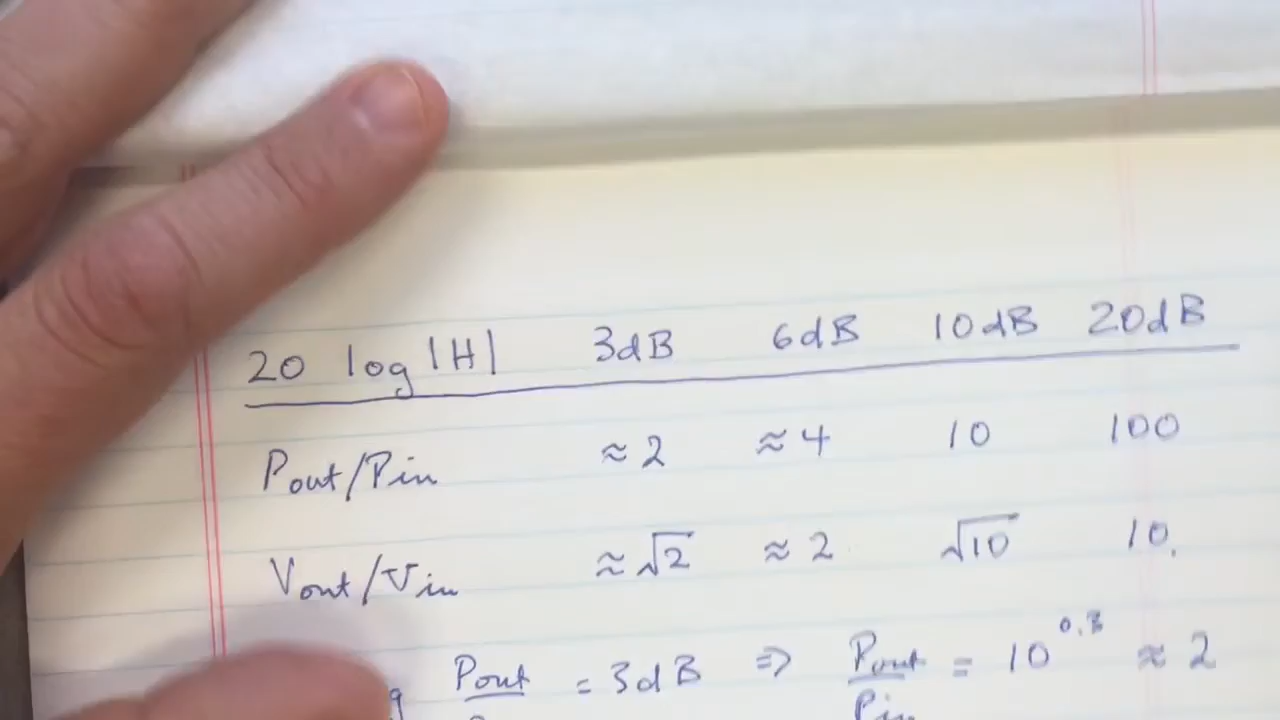 20 log |H| 3dB 6dB 10dB 20dB
Pout/Pin ≈ 2 ≈ 4 10 100
Vout/Vin ≈ √2 ≈ 2 √10 10.
Pout = 3dB ⇒ Pout = 10^0.3 ≈ 2
Pin